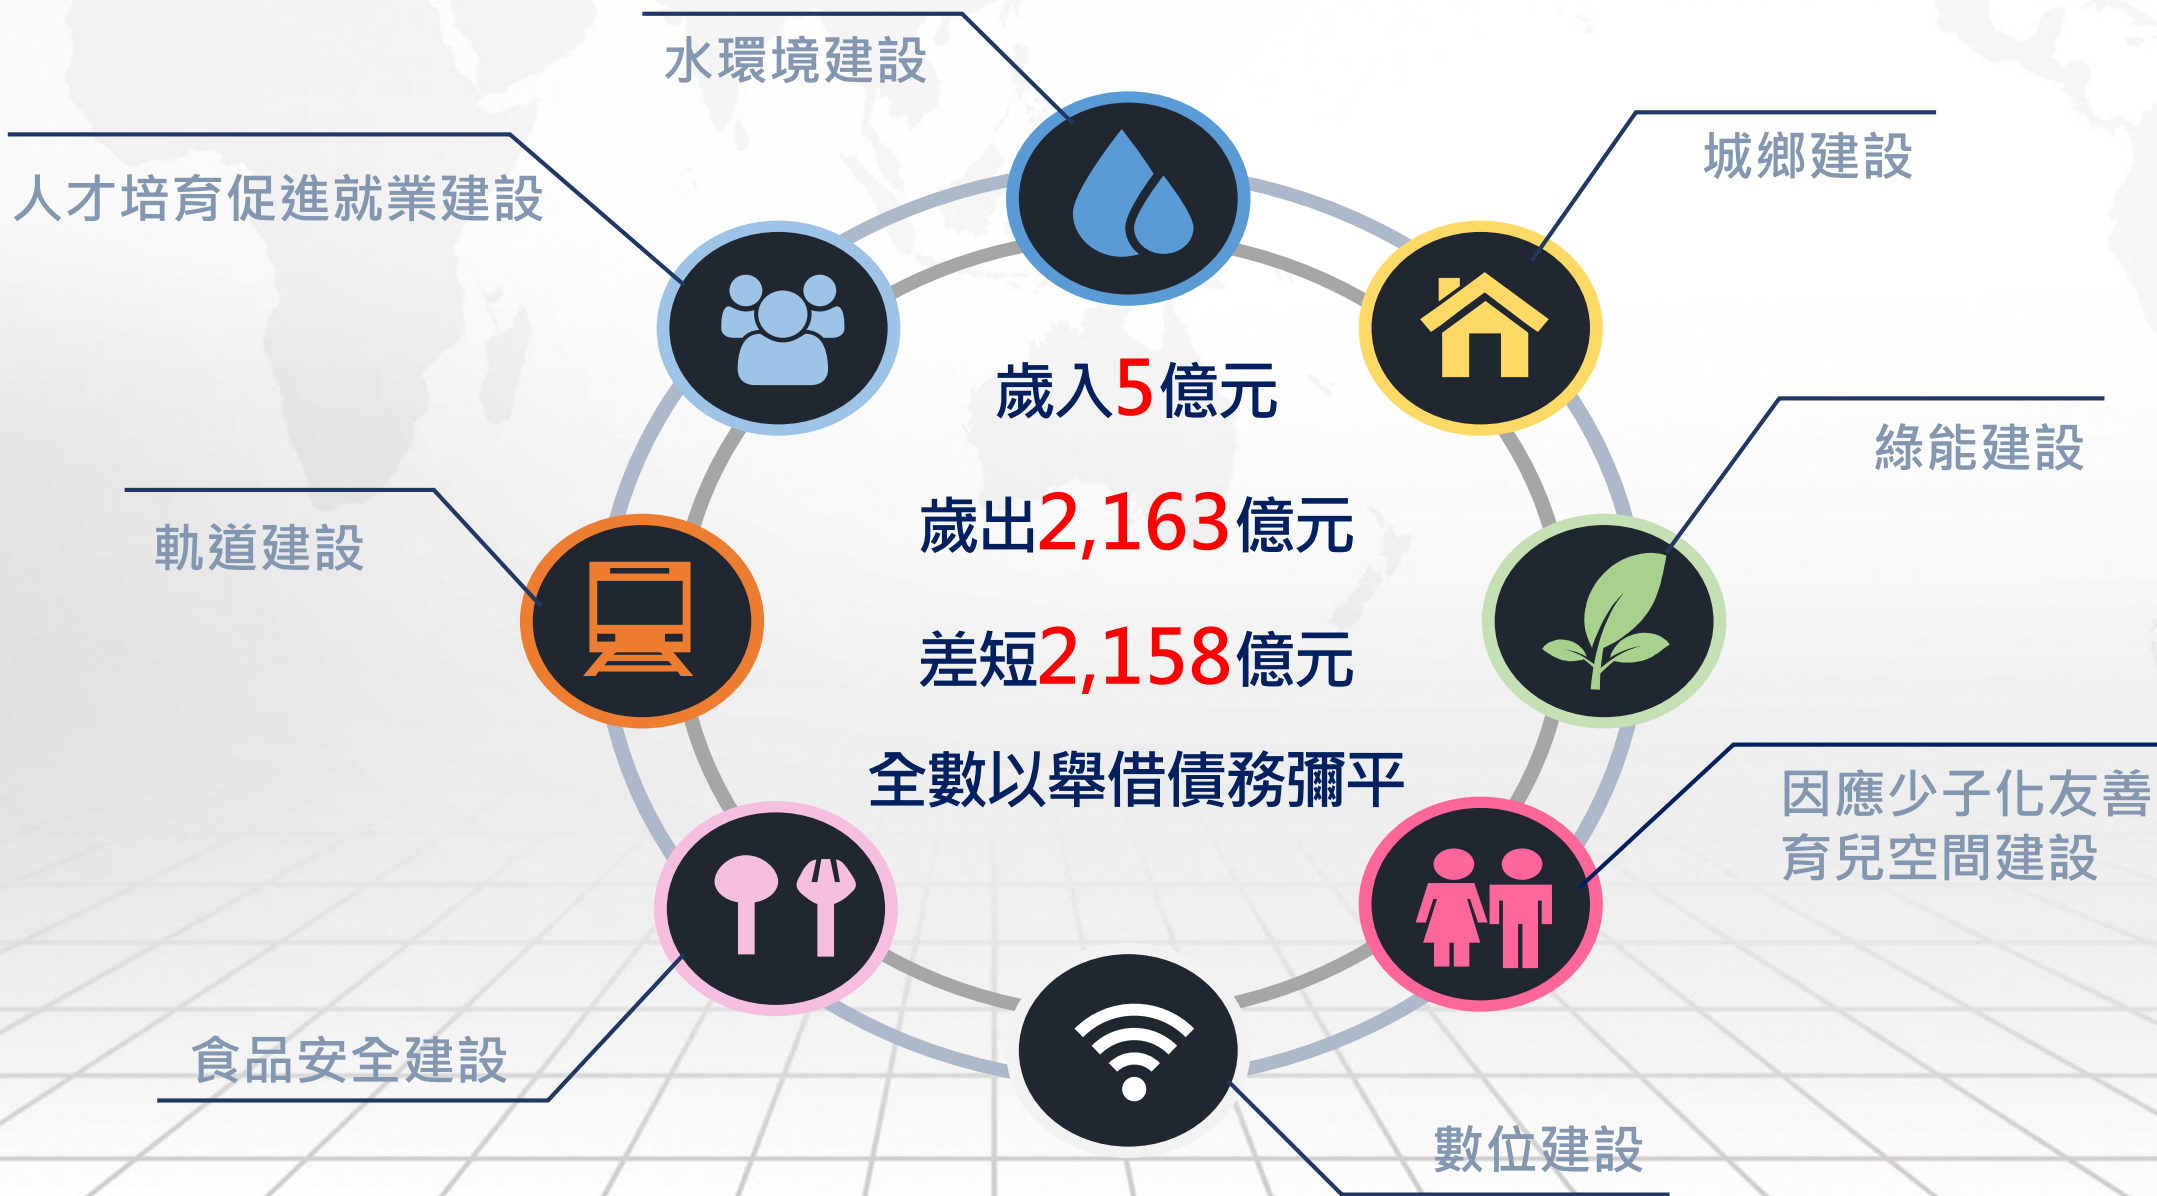 水環境建設
城鄉建設
人才培育促進就業建設
歲入5億元
綠能建設
歲出2,163億元
軌道建設
差短2,158億元
全數以舉借債務彌平
因應少子化友善
育兒空間建設
食品安全建設
數位建設